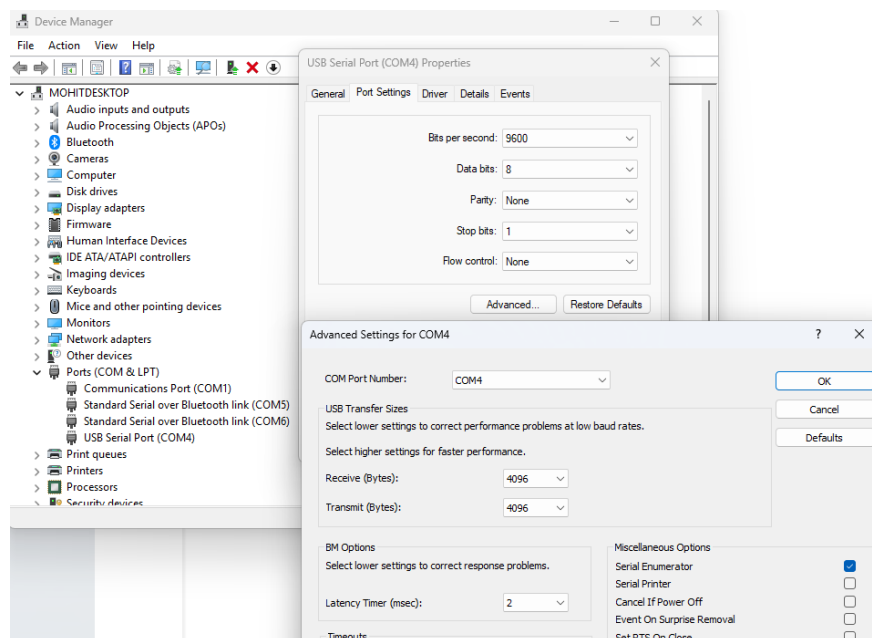 Device Manager
File Action View Help
MOHITDESKTOP
Audio inputs and outputs
Audio Processing Objects (APOs)
Bluetooth
Cameras
Computer
Disk drives
Display adapters
Firmware
Human Interface Devices
IDE ATA/ATAPI controllers
Imaging devices
Keyboards
Mice and other pointing devices
Monitors
Network adapters
Other devices
Ports (COM & LPT)
Communications Port (COM1)
Standard Serial over Bluetooth link (COM5)
Standard Serial over Bluetooth link (COM6)
USB Serial Port (COM4)
Print queues
Printers
Processors
Security devices
USB Serial Port (COM4) Properties
General Port Settings Driver Details Events
Bits per second: 9600
Data bits: 8
Parity: None
Stop bits: 1
Flow control: None
Advanced... Restore Defaults
Advanced Settings for COM4 ?
COM Port Number: COM4
OK
Cancel
Defaults
USB Transfer Sizes
Select lower settings to correct performance problems at low baud rates.
Select higher settings for faster performance.
Receive (Bytes): 4096
Transmit (Bytes): 4096
BM Options
Select lower settings to correct response problems.
Latency Timer (msec): 2
Timeouts
Miscellaneous Options
Serial Enumerator
Serial Printer
Cancel If Power Off
Event On Surprise Removal
Set RTS On Close